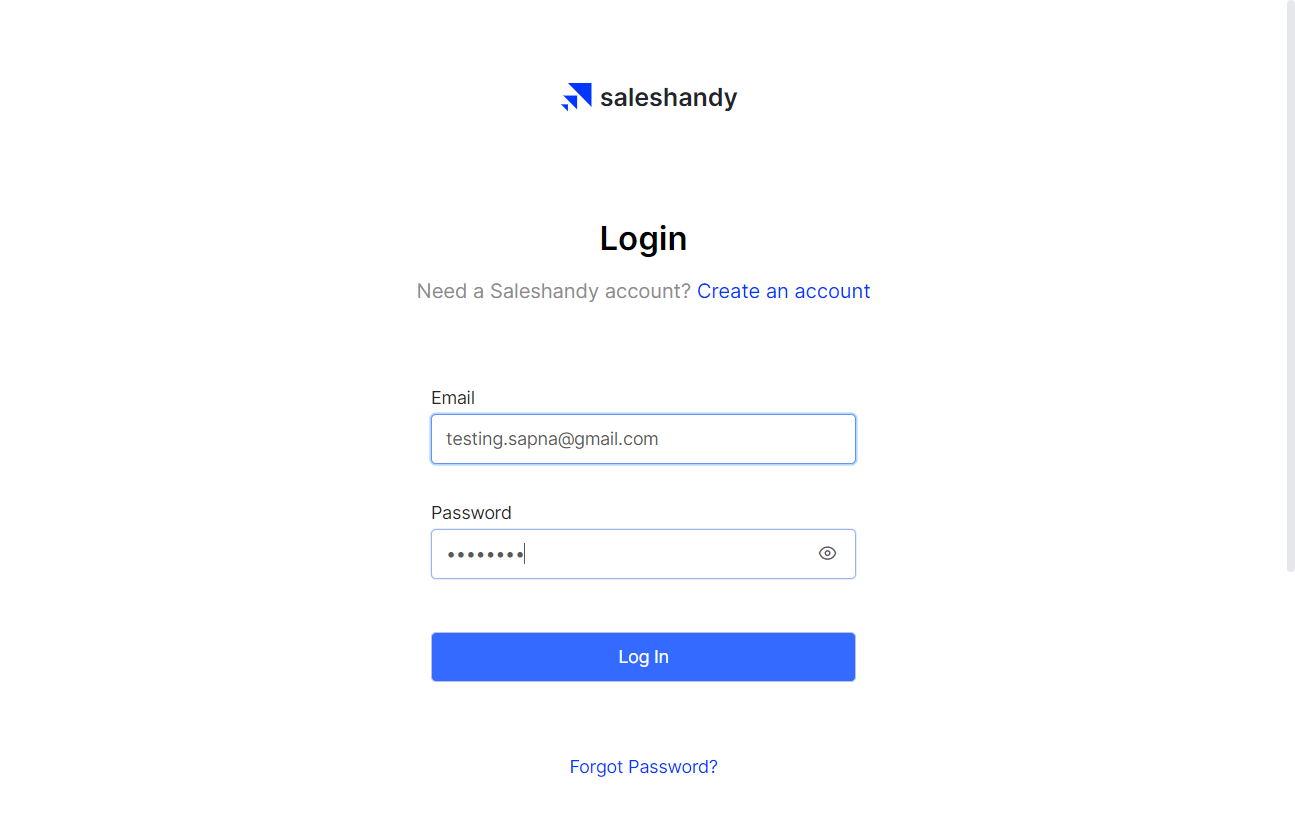 saleshandy
Login
Need a Saleshandy account? Create an account
Email
testing.sapna@gmail.com
Password
••••••••
Log In
Forgot Password?